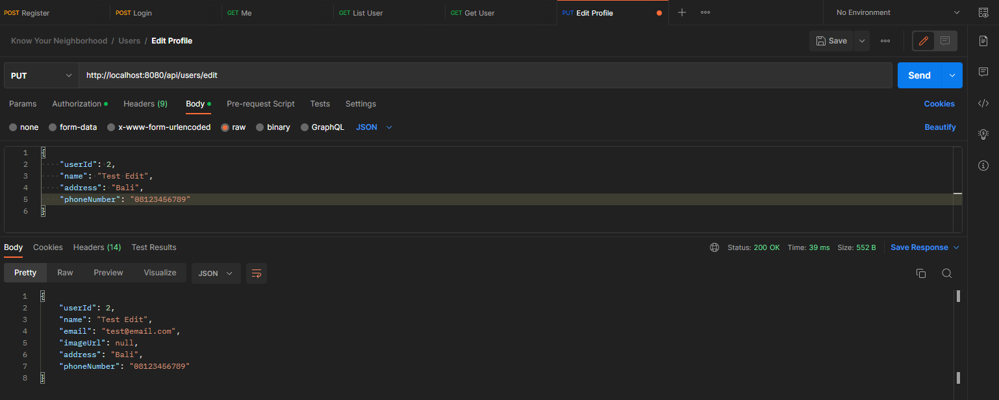 POST Register POST Login GET Me GET List User GET Get User PUT Edit Profile No Environment
Know Your Neighborhood / Users / Edit Profile Save
PUT http://localhost:8080/api/users/edit Send
Params Authorization Headers (9) Body Pre-request Script Tests Settings Cookies
none form-data x-www-form-urlencoded raw binary GraphQL JSON Beautify
1 {
2 "userId": 2,
3 "name": "Test Edit",
4 "address": "Bali",
5 "phoneNumber": "08123456789"
6 }
Body Cookies Headers (14) Test Results Status: 200 OK Time: 39 ms Size: 552 B Save Response
Pretty Raw Preview Visualize JSON
1 {
2 "userId": 2,
3 "name": "Test Edit",
4 "email": "test@email.com",
5 "imageUrl": null,
6 "address": "Bali",
7 "phoneNumber": "08123456789"
8 }